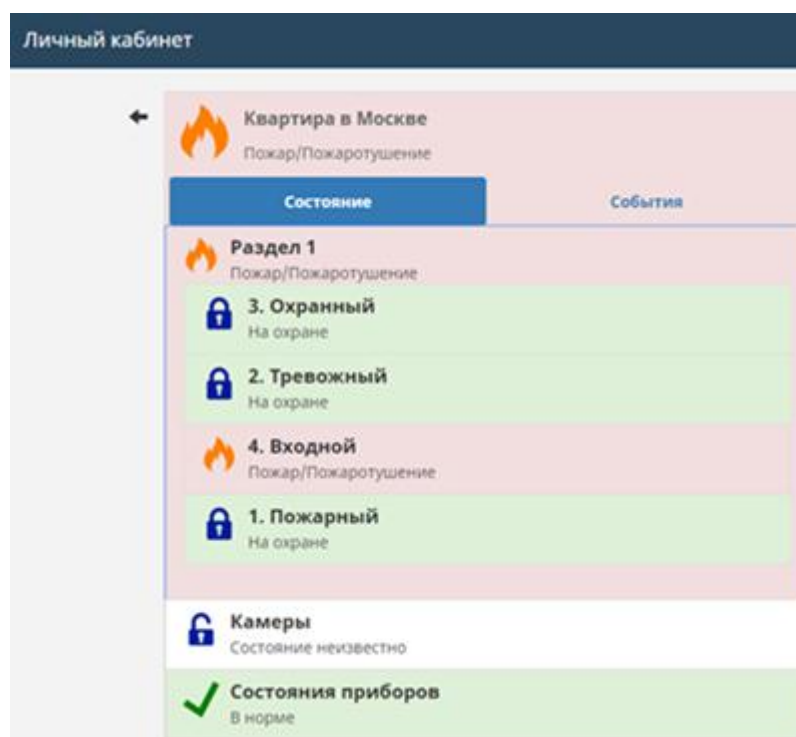 Личный кабинет
Квартира в Москве
Пожар/Пожаротушение
Состояние
События
Раздел 1
Пожар/Пожаротушение
3. Охранный
На охране
2. Тревожный
На охране
4. Входной
Пожар/Пожаротушение
1. Пожарный
На охране
Камеры
Состояние неизвестно
Состояния приборов
В норме